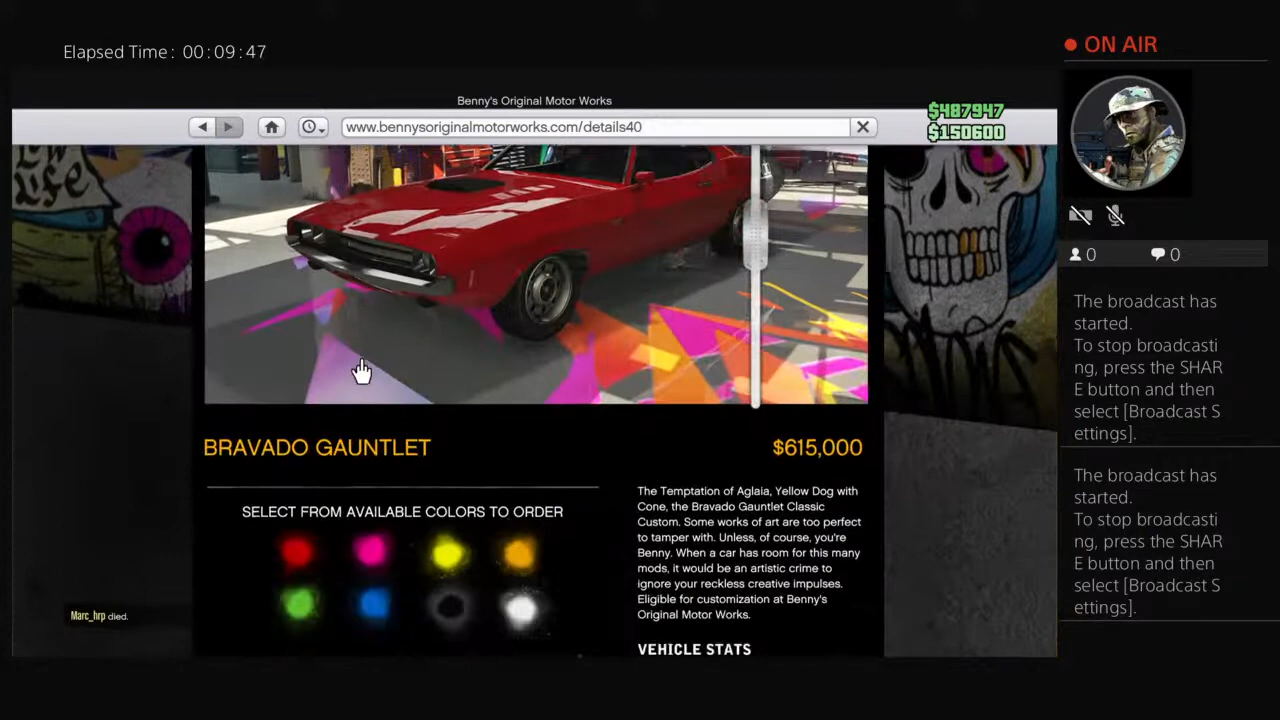 Elapsed Time: 00:09:47
ON AIR
Benny's Original Motor Works
www.bennysoriginalmotorworks.com/details40
$487947
$150600
Low
Life
0
0
The broadcast has
started.
To stop broadcasti
ng, press the SHAR
E button and then
select [Broadcast S
ettings].
The broadcast has
started.
To stop broadcasti
ng, press the SHAR
E button and then
select [Broadcast S
ettings].
BRAVADO GAUNTLET
$615,000
SELECT FROM AVAILABLE COLORS TO ORDER
The Temptation of Aglaia, Yellow Dog with
Cone, the Bravado Gauntlet Classic
Custom. Some works of art are too perfect
to tamper with. Unless, of course, you're
Benny. When a car has room for this many
mods, it would be an artistic crime to
ignore your reckless creative impulses.
Eligible for customization at Benny's
Original Motor Works.
VEHICLE STATS
Marc_hrp died.